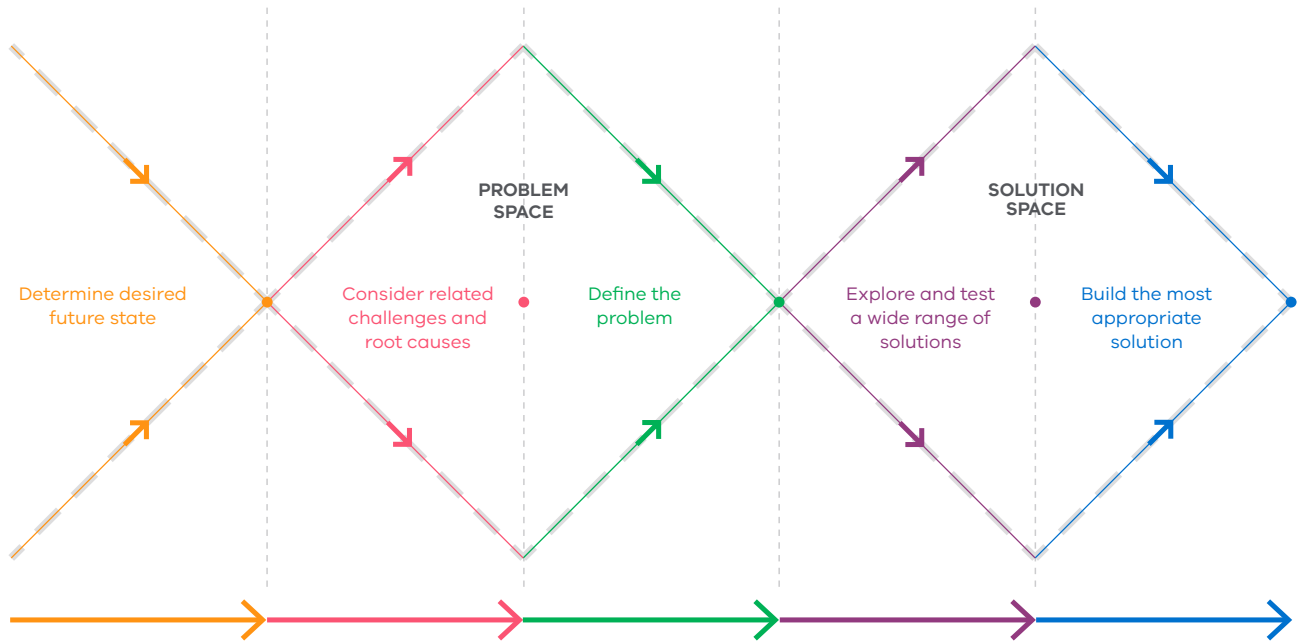 PROBLEM
SPACE
SOLUTION
SPACE
Determine desired
future state
Consider related
challenges and
root causes
Define the
problem
Explore and test
a wide range of
solutions
Build the most
appropriate
solution